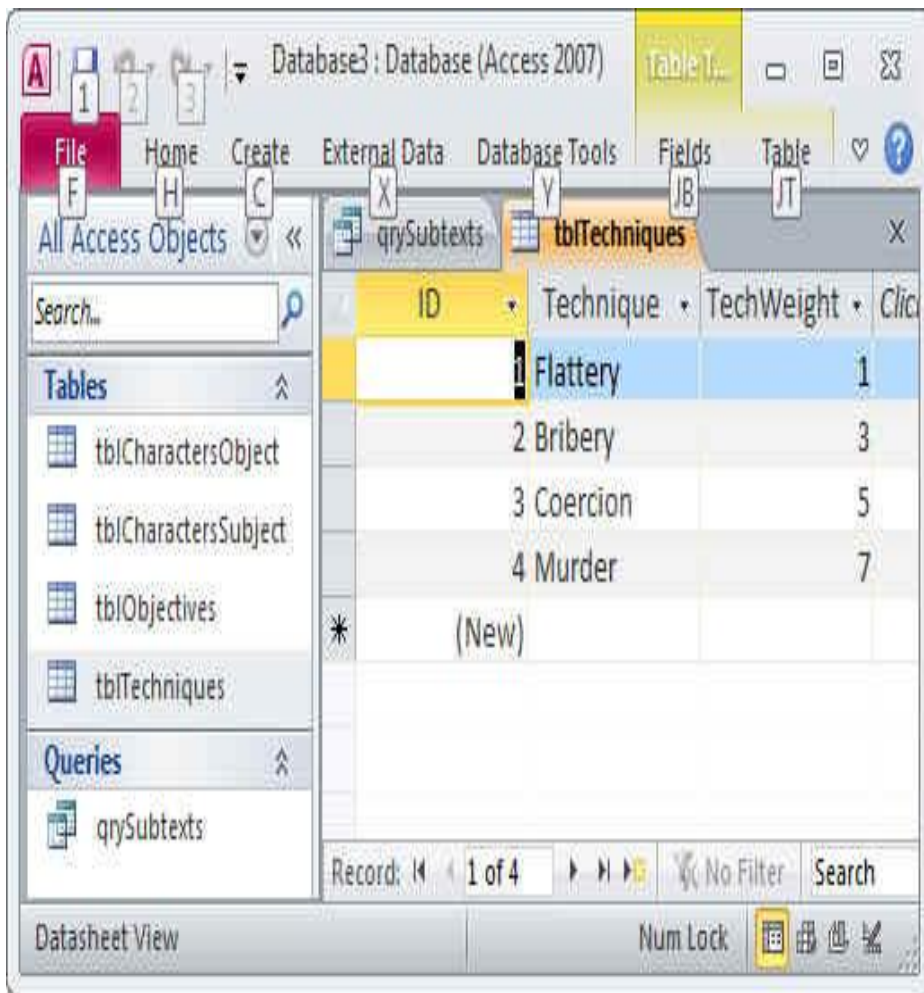 A Database3 : Database (Access 2007) Table T...
1 2 3
File Home Create External Data Database Tools Fields Table ?
F H C X Y JB JT
All Access Objects « qrySubtexts tblTechniques X
Search...
ID Technique TechWeight Clic
Tables
1 Flattery 1
tblCharactersObject
2 Bribery 3
tblCharactersSubject
3 Coercion 5
tblObjectives
4 Murder 7
tblTechniques
* (New)
Queries
qrySubtexts
Record: 1 of 4 No Filter Search
Datasheet View Num Lock